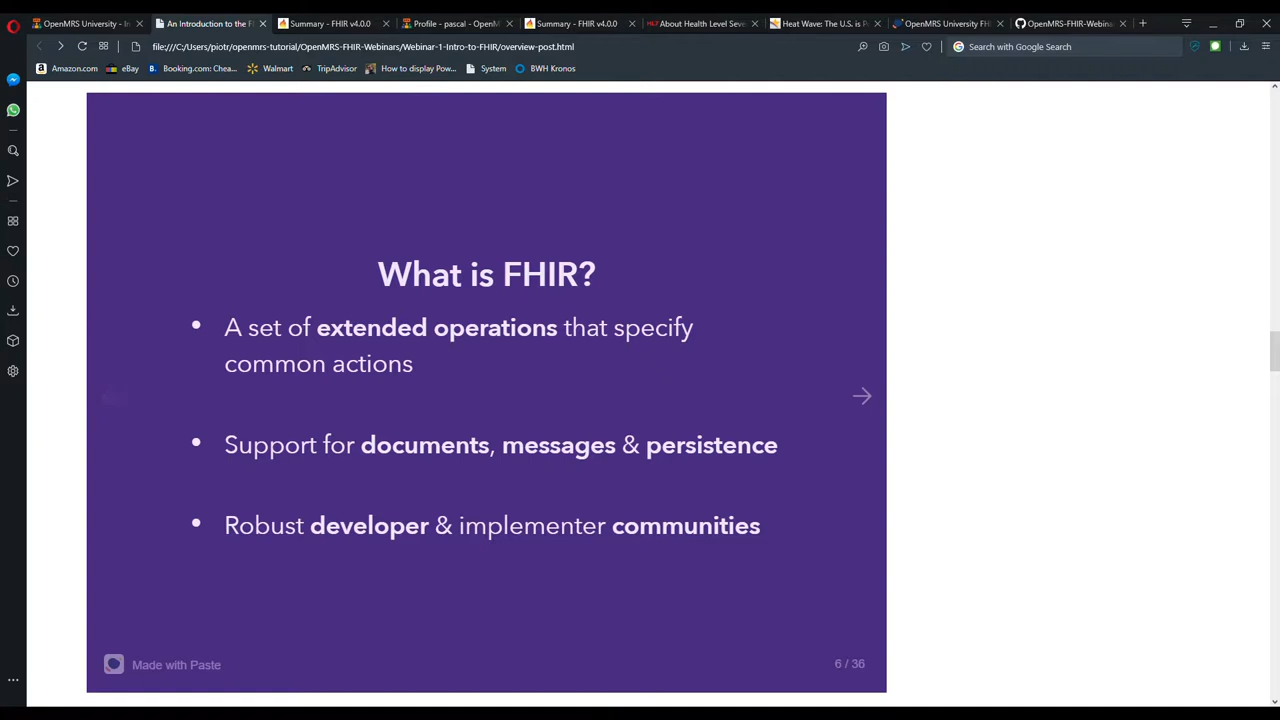 OpenMRS University - In
An Introduction to the F
Summary - FHIR v4.0.0
Profile - pascal - OpenM
Summary - FHIR v4.0.0
About Health Level Seve
Heat Wave: The U.S. is P
OpenMRS University FHI
OpenMRS-FHIR-Webina
file:///C:/Users/piotr/openmrs-tutorial/OpenMRS-FHIR-Webinars/Webinar-1-Intro-to-FHIR/overview-post.html
Search with Google Search
Amazon.com
eBay
Booking.com: Chea...
Walmart
TripAdvisor
How to display Pow...
System
BWH Kronos
What is FHIR?
• A set of extended operations that specify
common actions
• Support for documents, messages & persistence
• Robust developer & implementer communities
Made with Paste
6 / 36